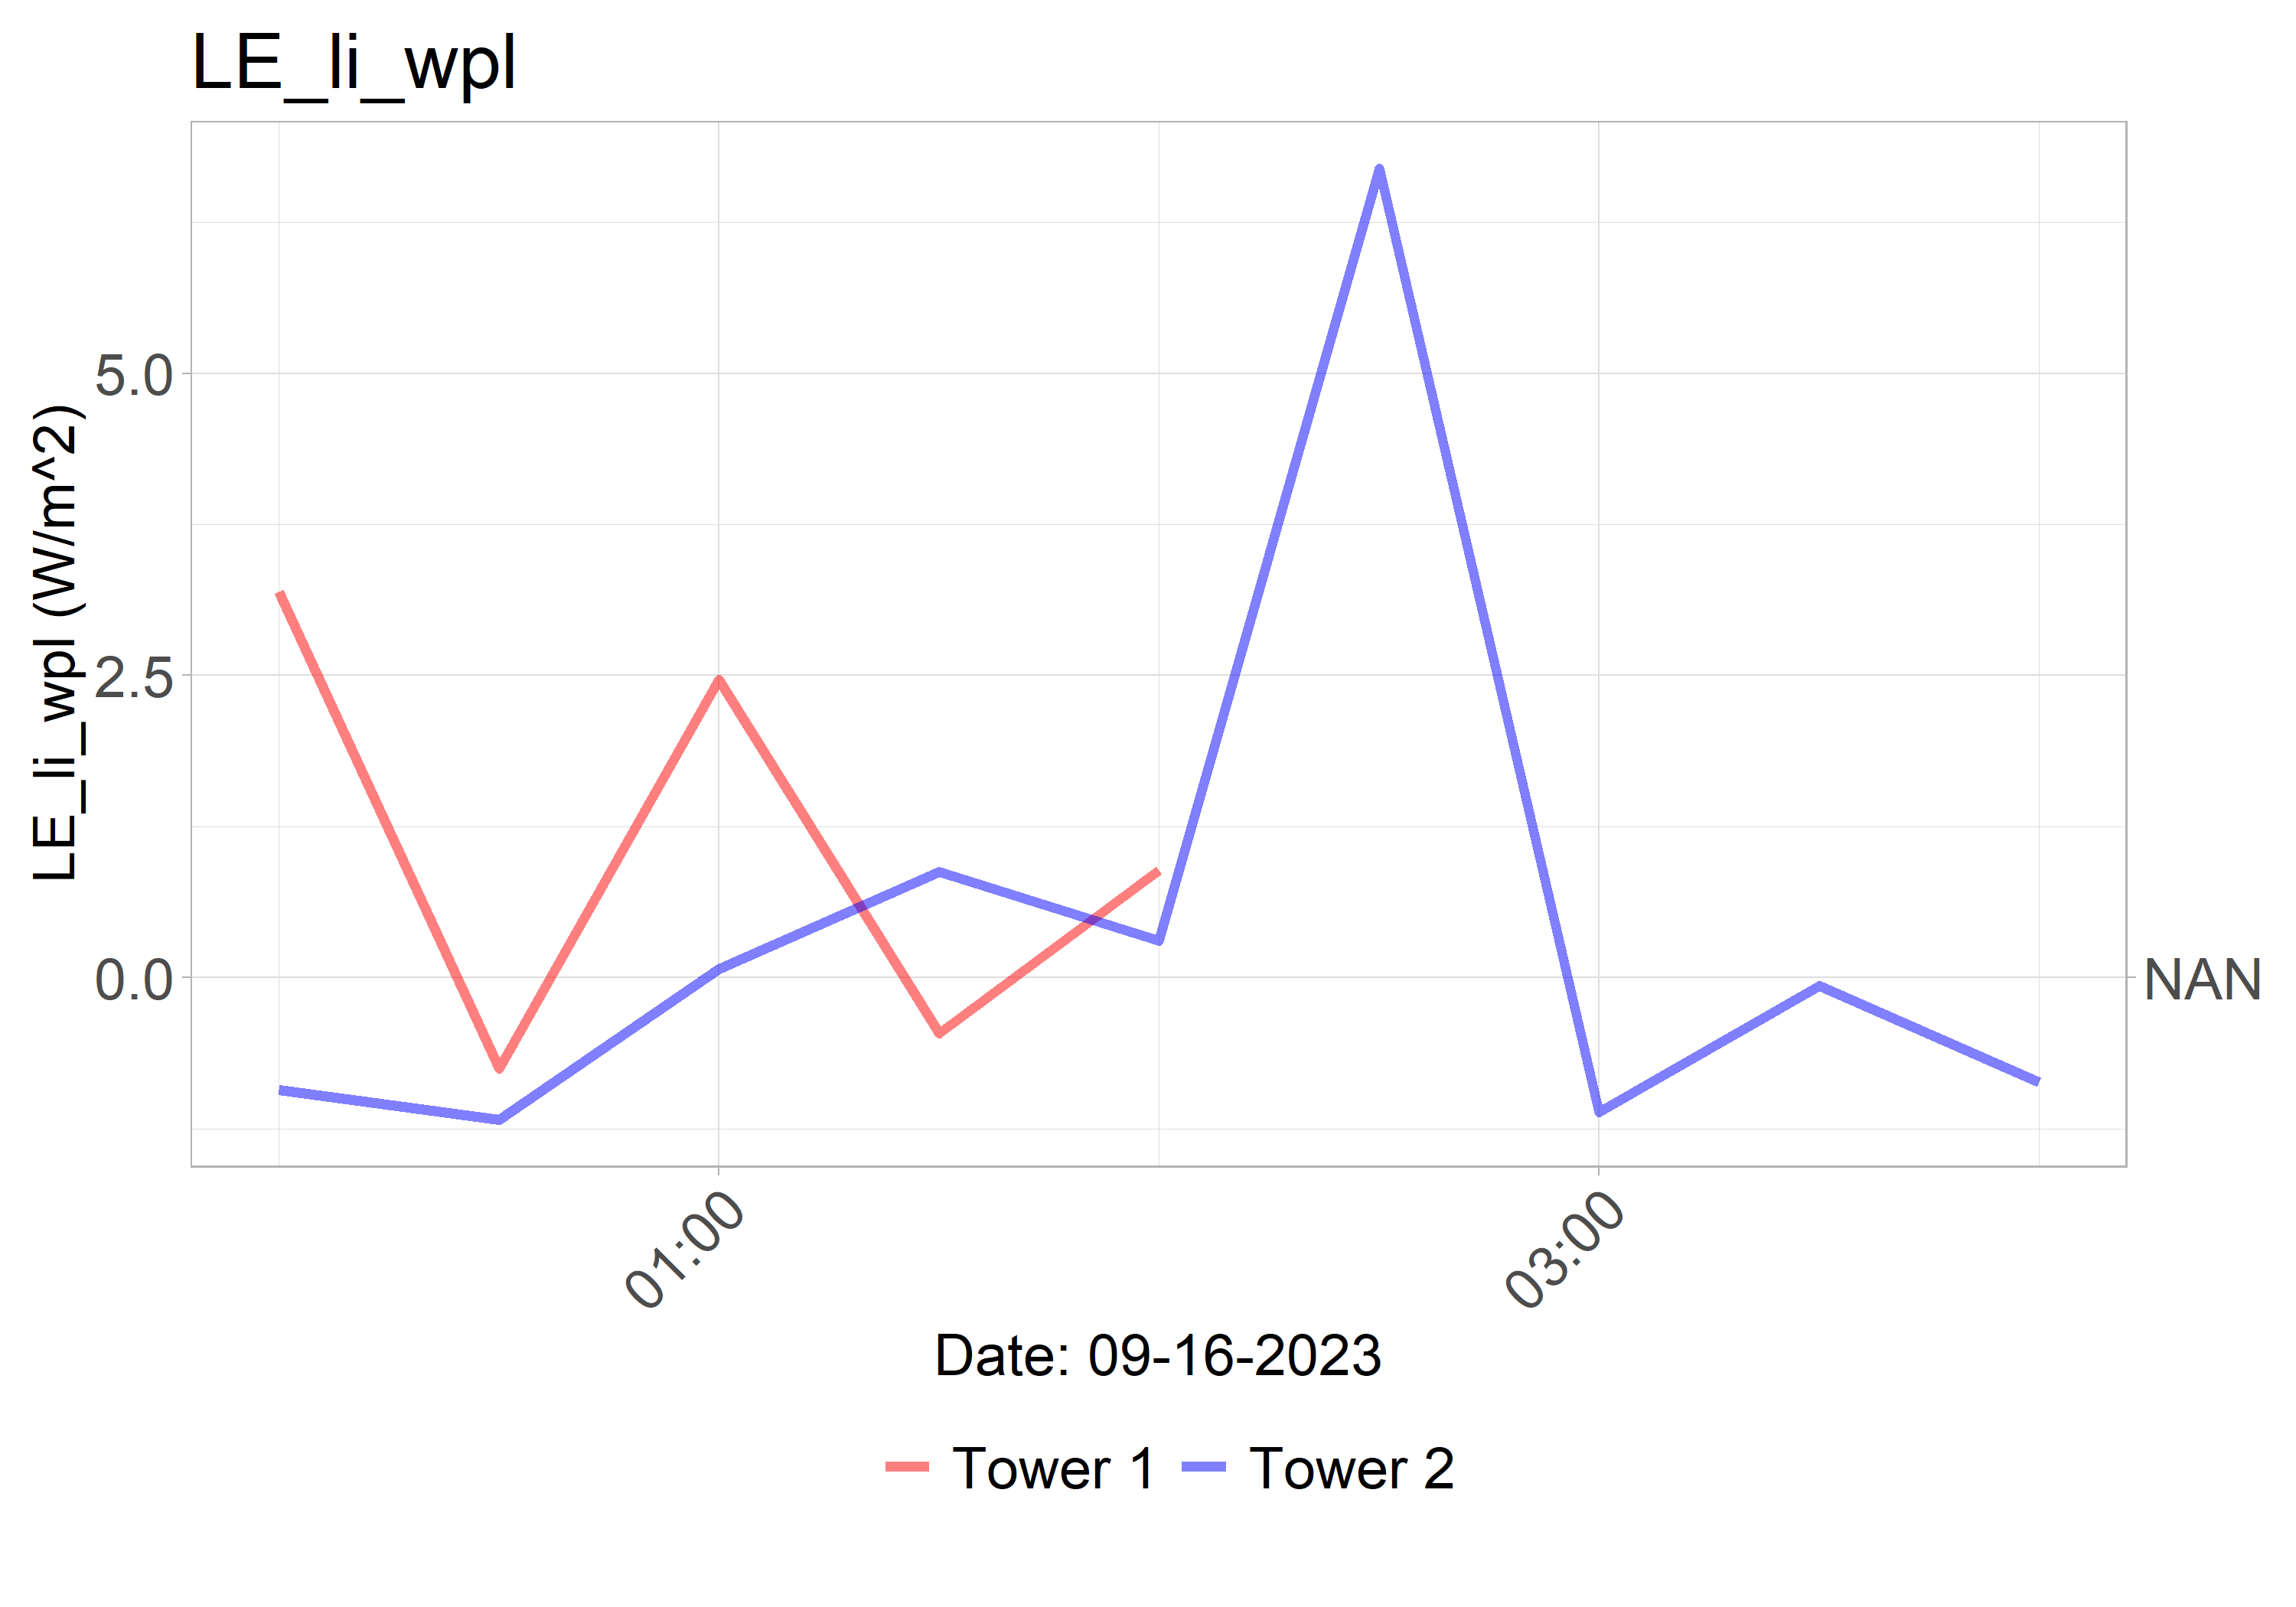 LE_li_wpl
LE_li_wpl (W/m^2)
5.0
2.5
0.0
NAN
01:00
03:00
Date: 09-16-2023
Tower 1
Tower 2